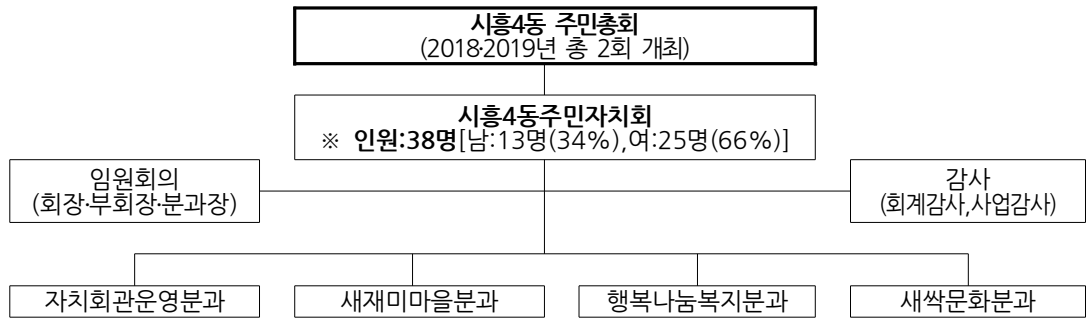 시흥4동 주민총회
(2018·2019년 총 2회 개최)
시흥4동주민자치회
※ 인원:38명[남:13명(34%),여:25명(66%)]
임원회의
(회장·부회장·분과장)
감사
(회계감사,사업감사)
자치회관운영분과
새재미마을분과
행복나눔복지분과
새싹문화분과